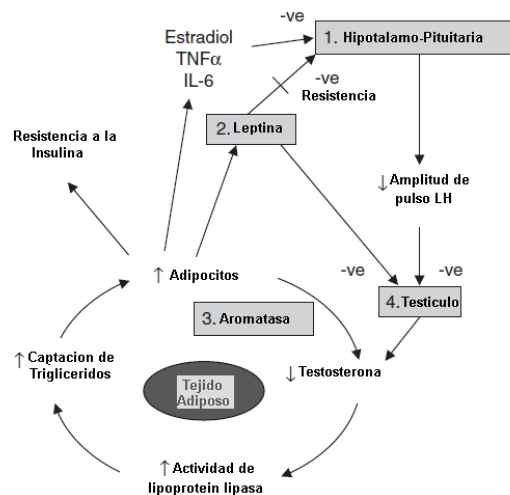 -ve
1. Hipotalamo-Pituitaria
Estradiol
TNFα
IL-6
-ve
Resistencia
2. Leptina
Resistencia a la
Insulina
↓ Amplitud de
pulso LH
↑ Adipocitos
-ve
-ve
4. Testiculo
3. Aromatasa
↑ Captacion de
Trigliceridos
Tejido
Adiposo
↓ Testosterona
↑ Actividad de
lipoprotein lipasa